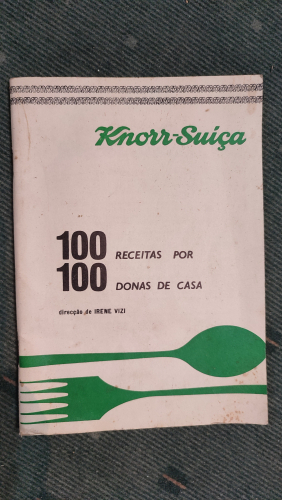 Knorr-Suiça
100 RECEITAS POR
100 DONAS DE CASA
direcção de IRENE VIZI